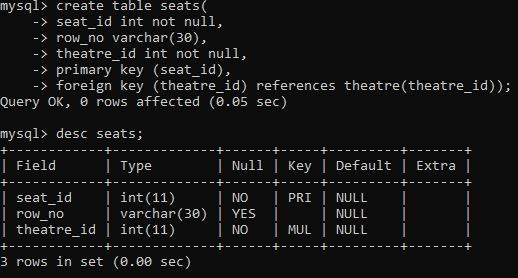 mysql> create table seats(
    -> seat_id int not null,
    -> row_no varchar(30),
    -> theatre_id int not null,
    -> primary key (seat_id),
    -> foreign key (theatre_id) references theatre(theatre_id));
Query OK, 0 rows affected (0.05 sec)

mysql> desc seats;
+------------+-------------+------+-----+---------+-------+
| Field      | Type        | Null | Key | Default | Extra |
+------------+-------------+------+-----+---------+-------+
| seat_id    | int(11)     | NO   | PRI | NULL    |       |
| row_no     | varchar(30) | YES  |     | NULL    |       |
| theatre_id | int(11)     | NO   | MUL | NULL    |       |
+------------+-------------+------+-----+---------+-------+
3 rows in set (0.00 sec)